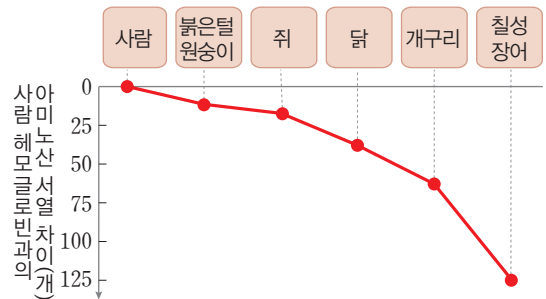 사람
붉은털
원숭이
쥐
닭
개구리
칠성
장어
사람 헤모글로빈과의
아미노산 서열 차이(개)
0
25
50
75
100
125